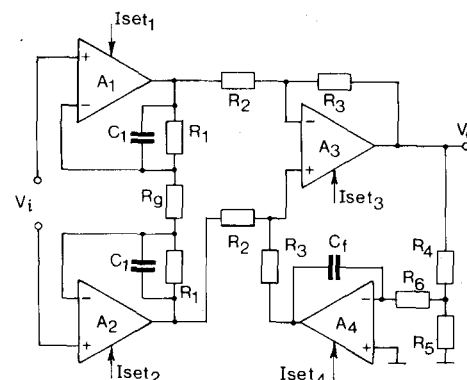 Iset1
+
A1
−
R2
R3
C1
R1
−
A3
+
Vo
Vi
Rg
Iset3
R2
C1
R1
R3
Cf
R4
−
A2
+
A4
−
R6
+
R5
Iset2
Iset4